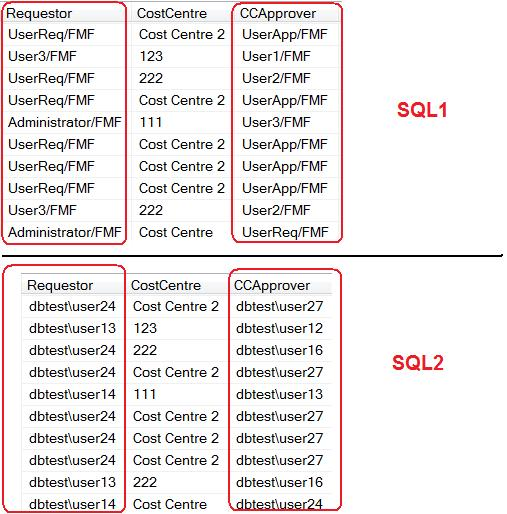 Requestor CostCentre CCApprover
UserReq/FMF Cost Centre 2 UserApp/FMF
User3/FMF 123 User1/FMF
UserReq/FMF 222 User2/FMF
UserReq/FMF Cost Centre 2 UserApp/FMF
Administrator/FMF 111 User3/FMF
UserReq/FMF Cost Centre 2 UserApp/FMF
UserReq/FMF Cost Centre 2 UserApp/FMF
UserReq/FMF Cost Centre 2 UserApp/FMF
User3/FMF 222 User2/FMF
Administrator/FMF Cost Centre UserReq/FMF
SQL1
Requestor CostCentre CCApprover
dbtest\user24 Cost Centre 2 dbtest\user27
dbtest\user13 123 dbtest\user12
dbtest\user24 222 dbtest\user16
dbtest\user24 Cost Centre 2 dbtest\user27
dbtest\user14 111 dbtest\user13
dbtest\user24 Cost Centre 2 dbtest\user27
dbtest\user24 Cost Centre 2 dbtest\user27
dbtest\user24 Cost Centre 2 dbtest\user27
dbtest\user13 222 dbtest\user16
dbtest\user14 Cost Centre dbtest\user24
SQL2